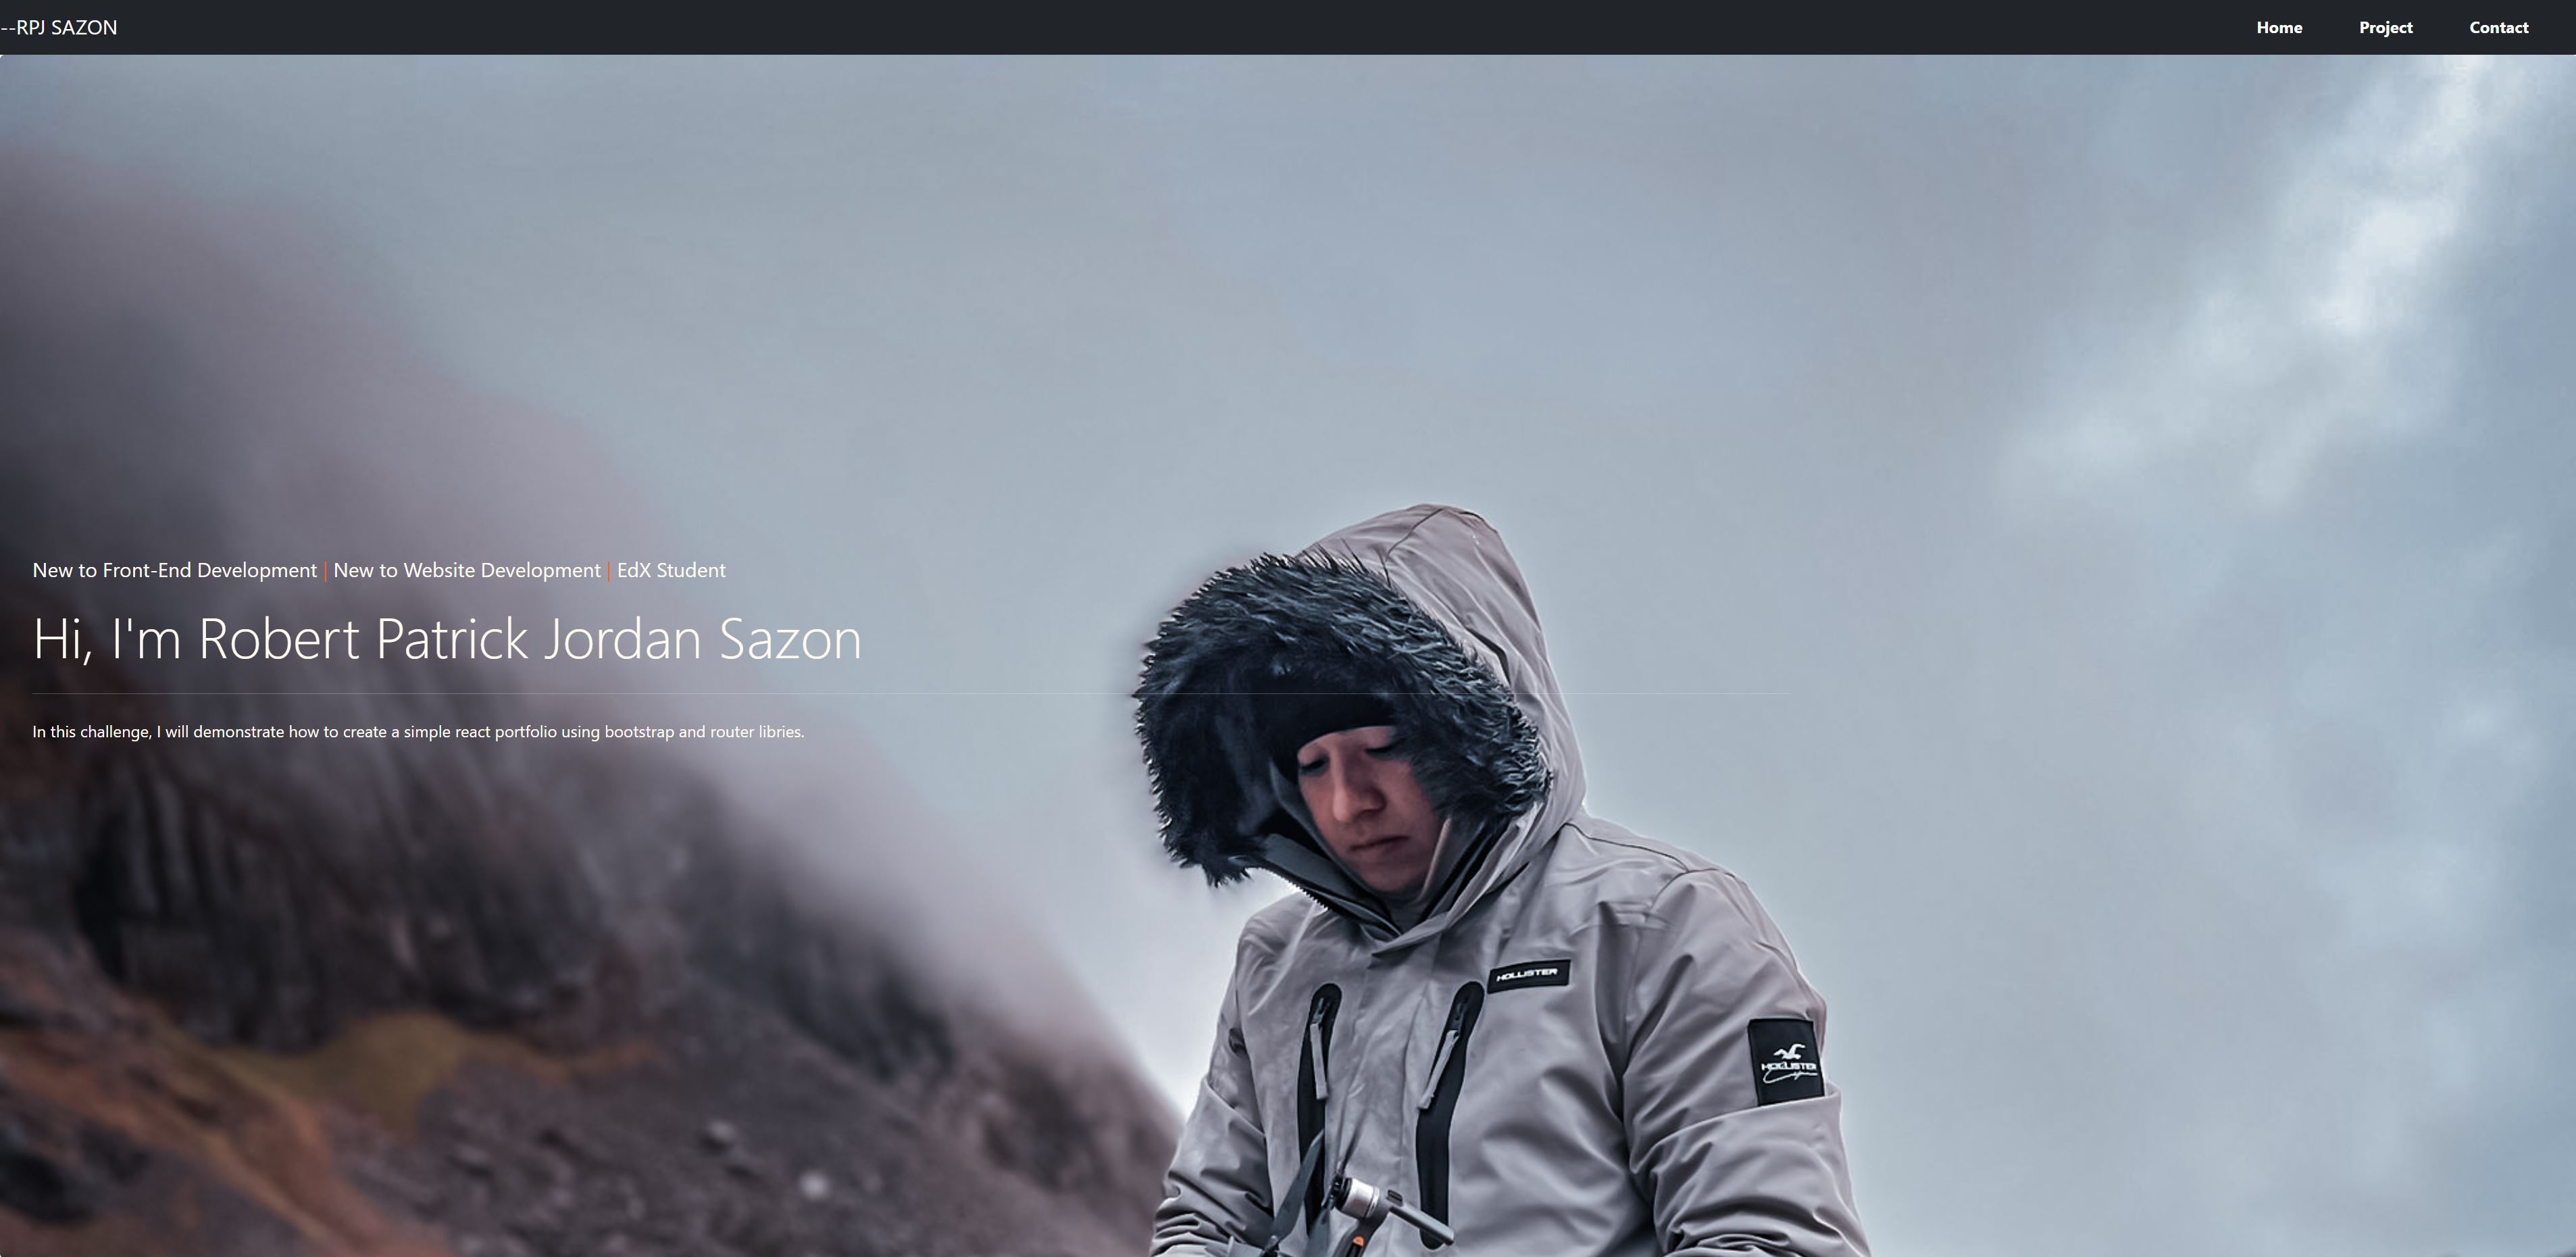 --RPJ SAZON
Home Project Contact
New to Front-End Development | New to Website Development | EdX Student
Hi, I'm Robert Patrick Jordan Sazon
In this challenge, I will demonstrate how to create a simple react portfolio using bootstrap and router libries.
HOLLISTER
HOLLISTER